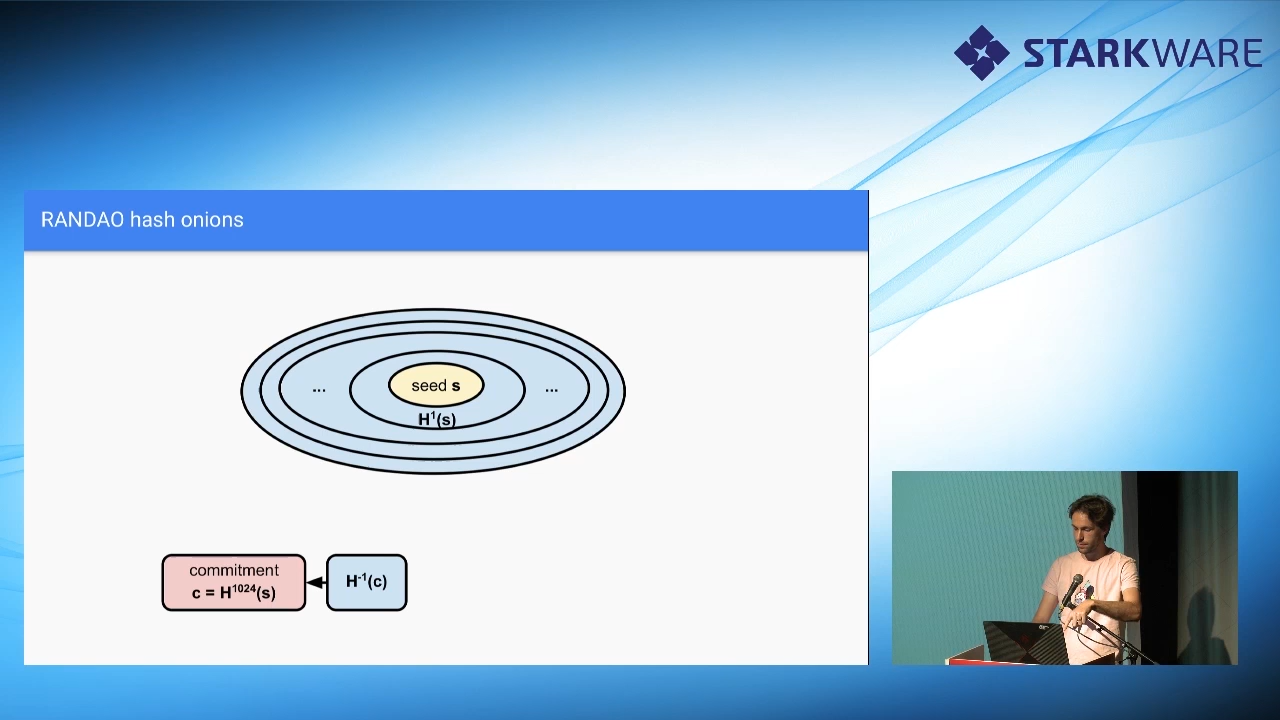 STARKWARE
RANDAO hash onions
... seed s ...
H¹(s)
commitment
c = H¹⁰²⁴(s)
H⁻¹(c)